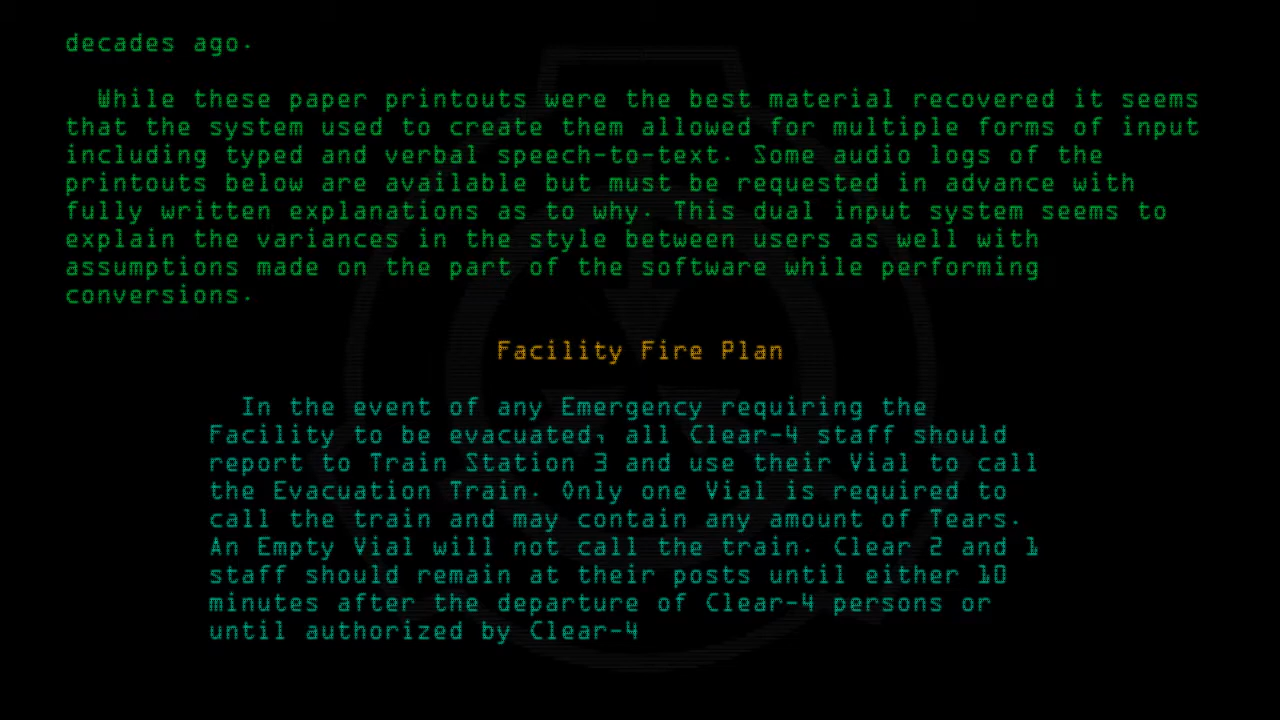 decades ago.
While these paper printouts were the best material recovered it seems
that the system used to create them allowed for multiple forms of input
including typed and verbal speech-to-text. Some audio logs of the
printouts below are available but must be requested in advance with
fully written explanations as to why. This dual input system seems to
explain the variances in the style between users as well with
assumptions made on the part of the software while performing
conversions.
Facility Fire Plan
In the event of any Emergency requiring the
Facility to be evacuated, all Clear-4 staff should
report to Train Station 3 and use their Vial to call
the Evacuation Train. Only one Vial is required to
call the train and may contain any amount of Tears.
An Empty Vial will not call the train. Clear 2 and 1
staff should remain at their posts until either 10
minutes after the departure of Clear-4 persons or
until authorized by Clear-4